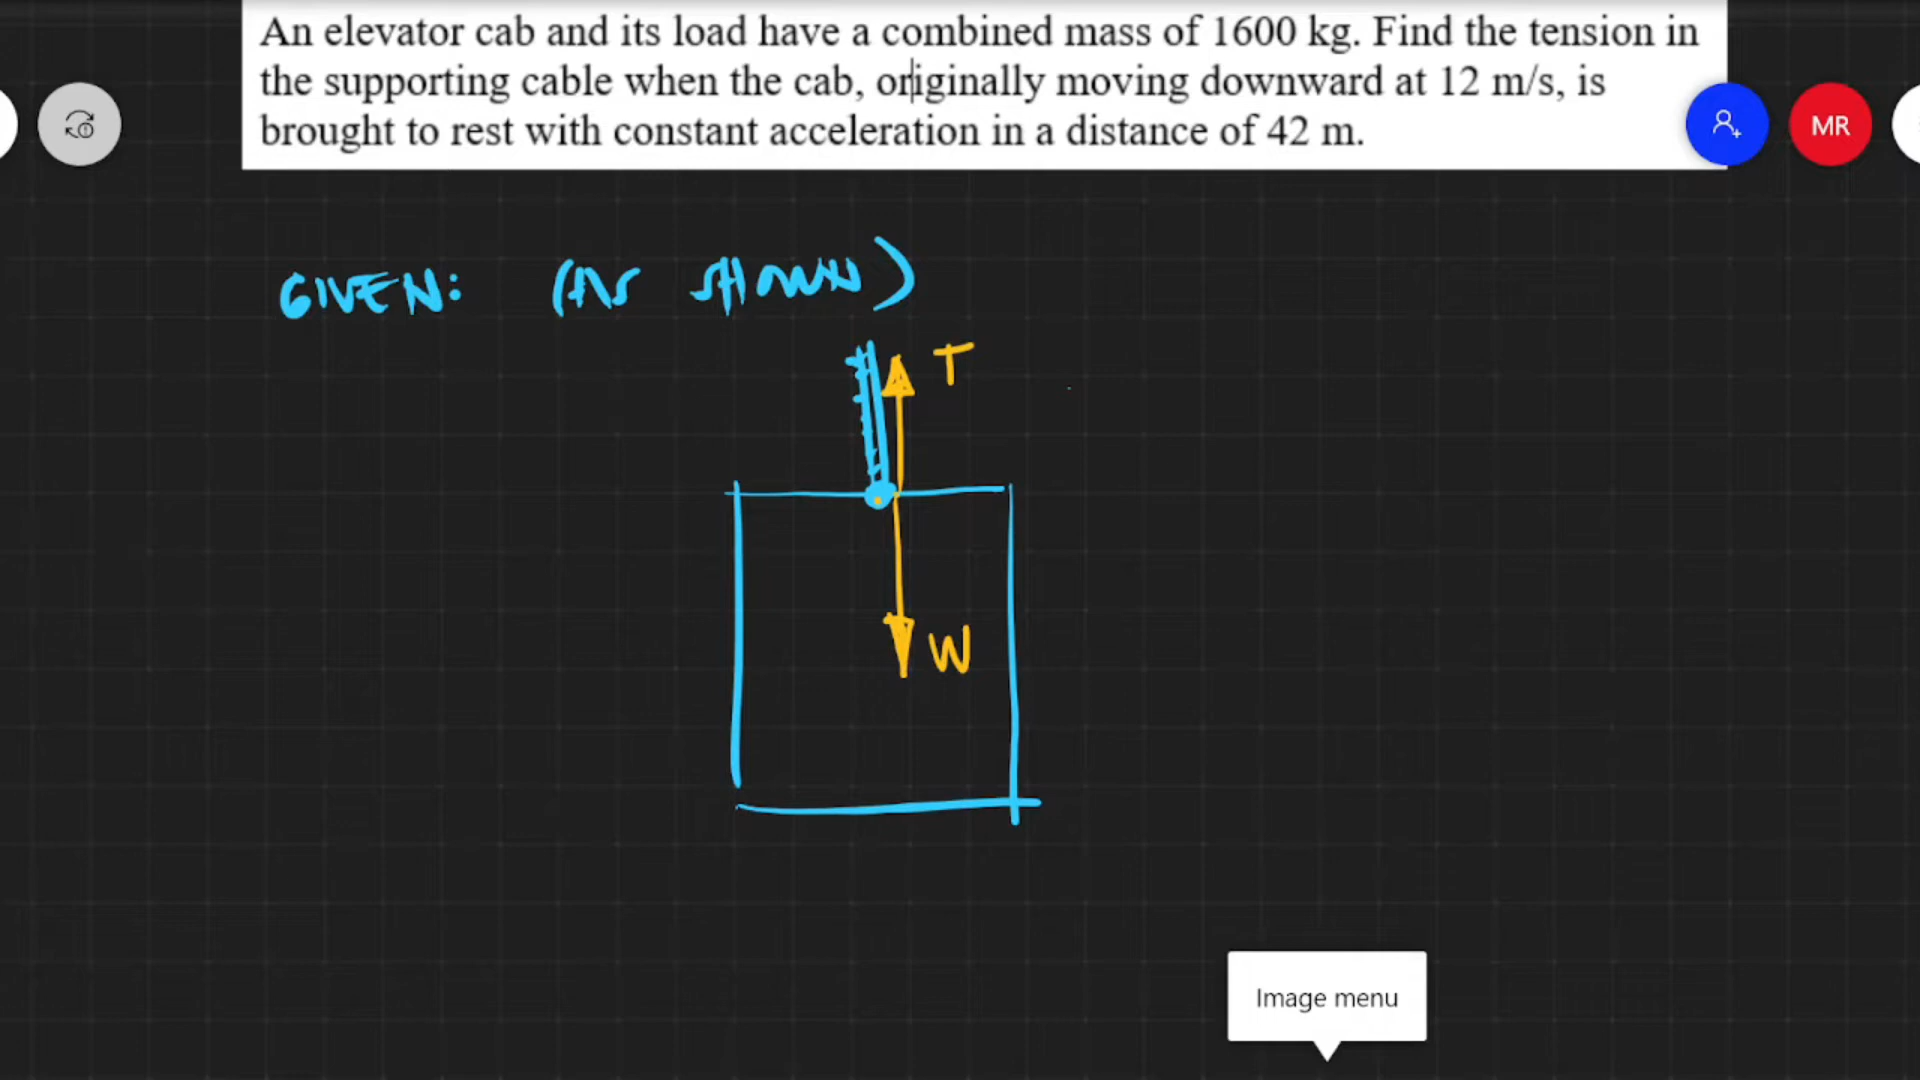 An elevator cab and its load have a combined mass of 1600 kg. Find the tension in
the supporting cable when the cab, originally moving downward at 12 m/s, is
brought to rest with constant acceleration in a distance of 42 m.
MR
GIVEN: (AS SHOWN)
T
W
Image menu